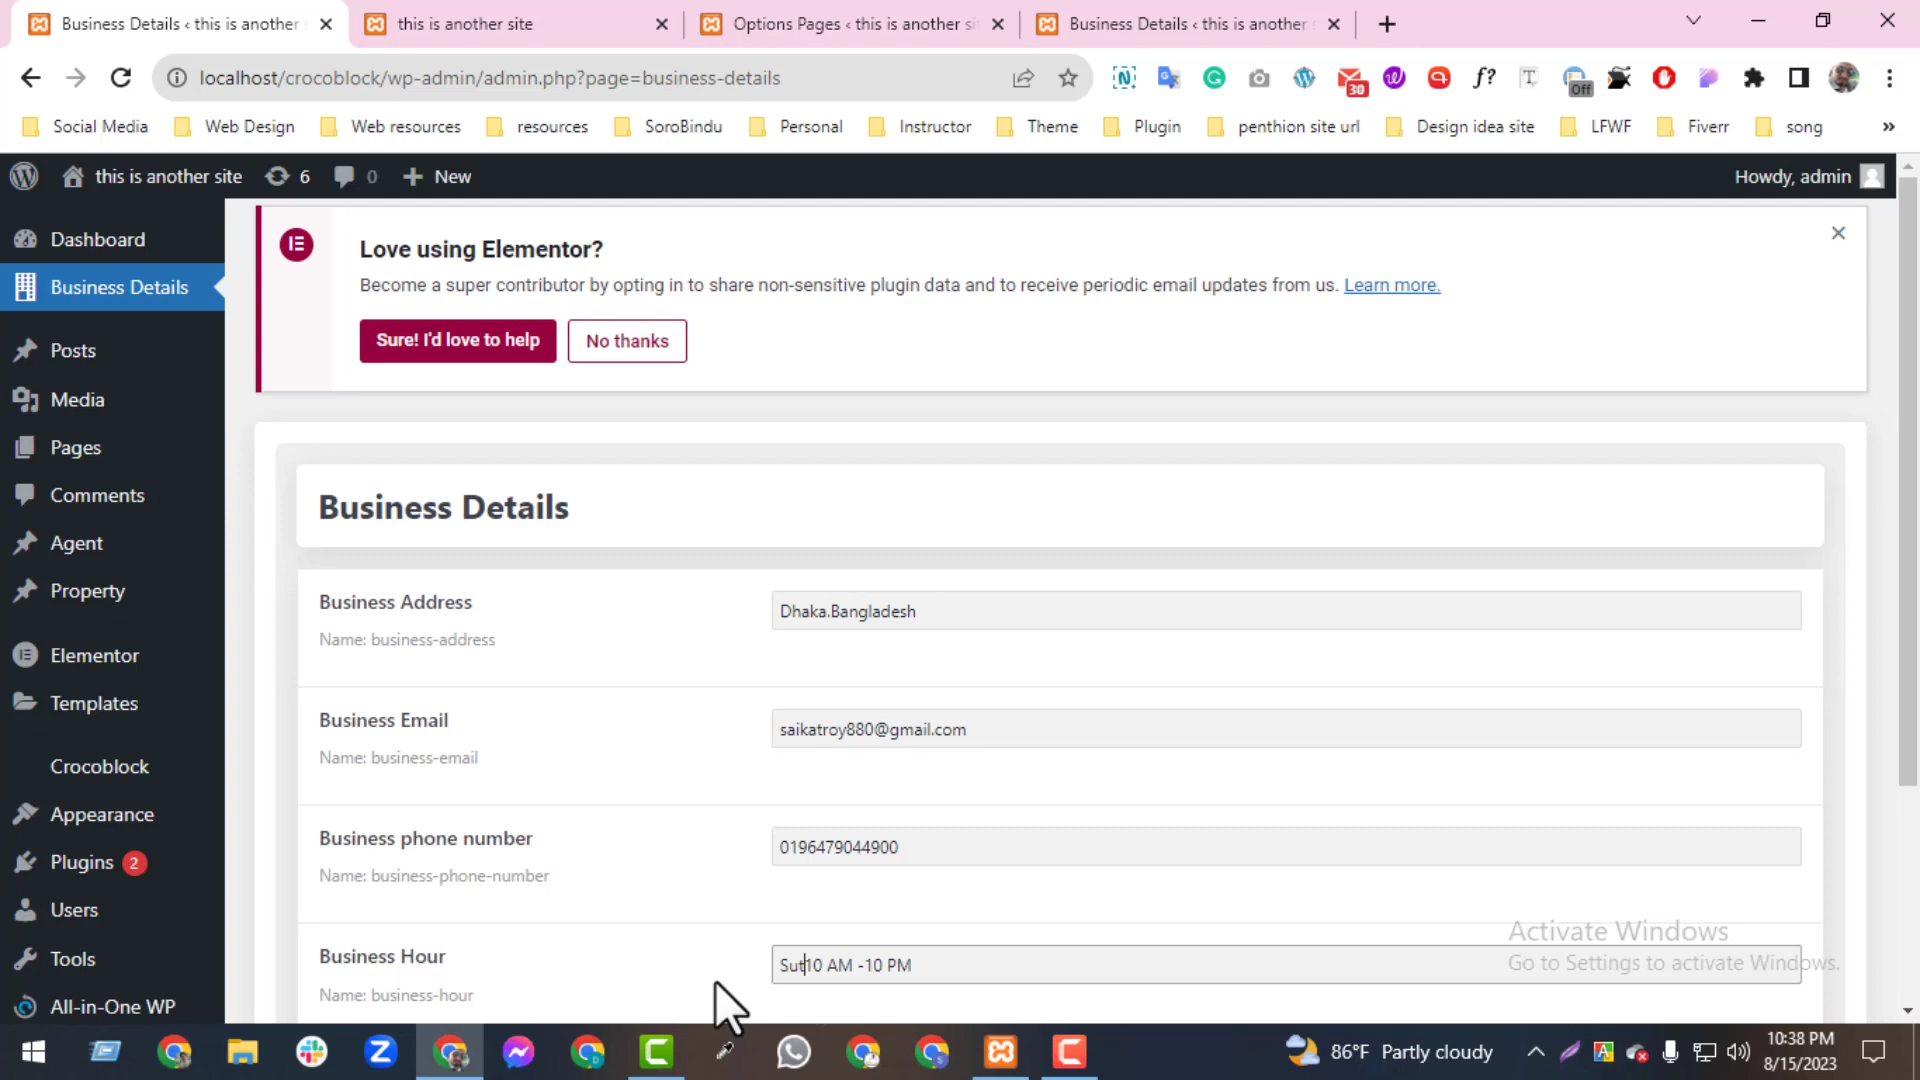 Business Details ‹ this is another
this is another site
Options Pages ‹ this is another si
Business Details ‹ this is another
localhost/crocoblock/wp-admin/admin.php?page=business-details
30
Off
Social Media
Web Design
Web resources
resources
SoroBindu
Personal
Instructor
Theme
Plugin
penthion site url
Design idea site
LFWF
Fiverr
song
this is another site
6
0
New
Howdy, admin
Dashboard
Business Details
Posts
Media
Pages
Comments
Agent
Property
Elementor
Templates
Crocoblock
Appearance
Plugins 2
Users
Tools
All-in-One WP
Love using Elementor?
Become a super contributor by opting in to share non-sensitive plugin data and to receive periodic email updates from us. Learn more.
Sure! I'd love to help
No thanks
Business Details
Business Address
Name: business-address
Dhaka.Bangladesh
Business Email
Name: business-email
saikatroy880@gmail.com
Business phone number
Name: business-phone-number
0196479044900
Business Hour
Name: business-hour
Sut10 AM -10 PM
Activate Windows
Go to Settings to activate Windows.
86°F Partly cloudy
10:38 PM
8/15/2023